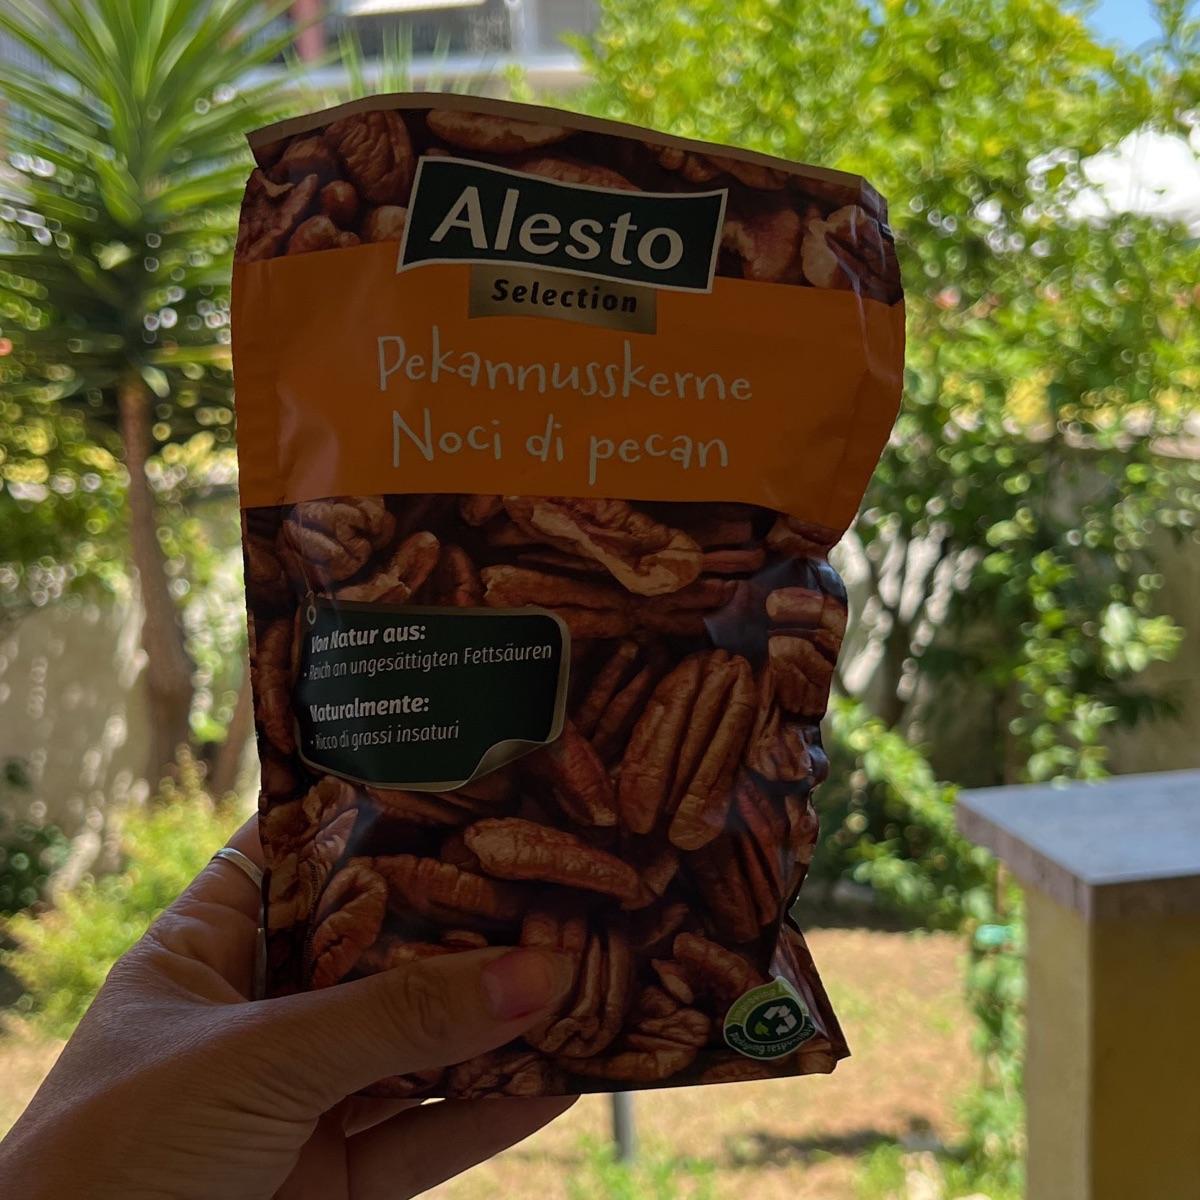 Alesto
Selection
Pekannusskerne
Noci di pecan
Von Natur aus:
· Reich an ungesättigten Fettsäuren
Naturalmente:
· Ricco di grassi insaturi